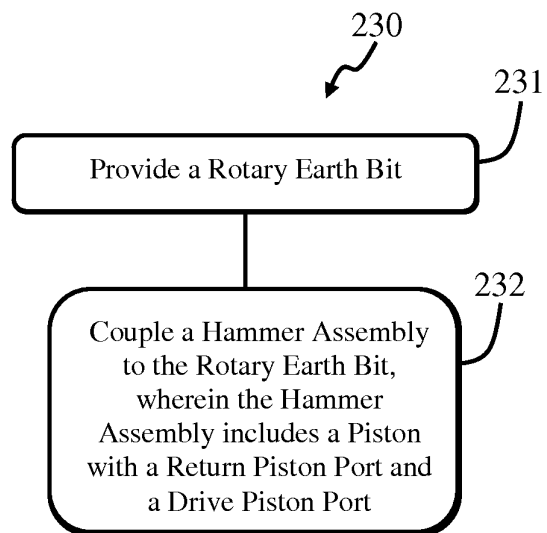 230
231
Provide a Rotary Earth Bit
232
Couple a Hammer Assembly
to the Rotary Earth Bit,
wherein the Hammer
Assembly includes a Piston
with a Return Piston Port and
a Drive Piston Port